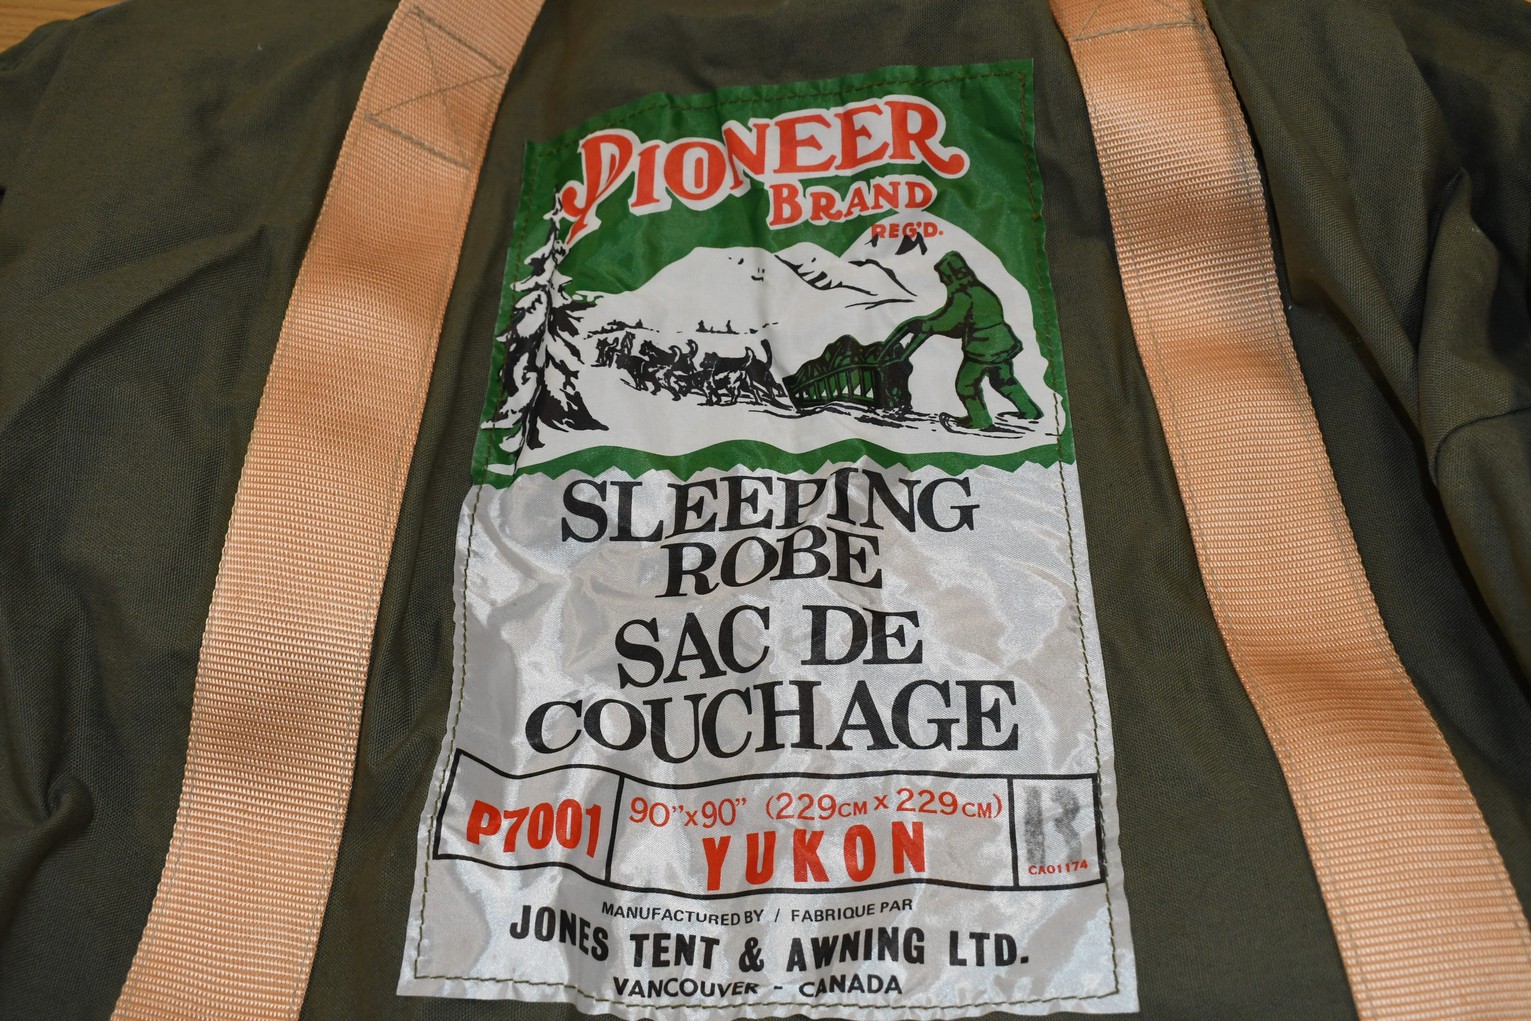 PIONEER
BRAND
REG'D.
SLEEPING
ROBE
SAC DE
COUCHAGE
P7001
90"x90" (229CM x 229CM)
YUKON
CA01174
MANUFACTURED BY / FABRIQUE PAR
JONES TENT & AWNING LTD.
VANCOUVER - CANADA